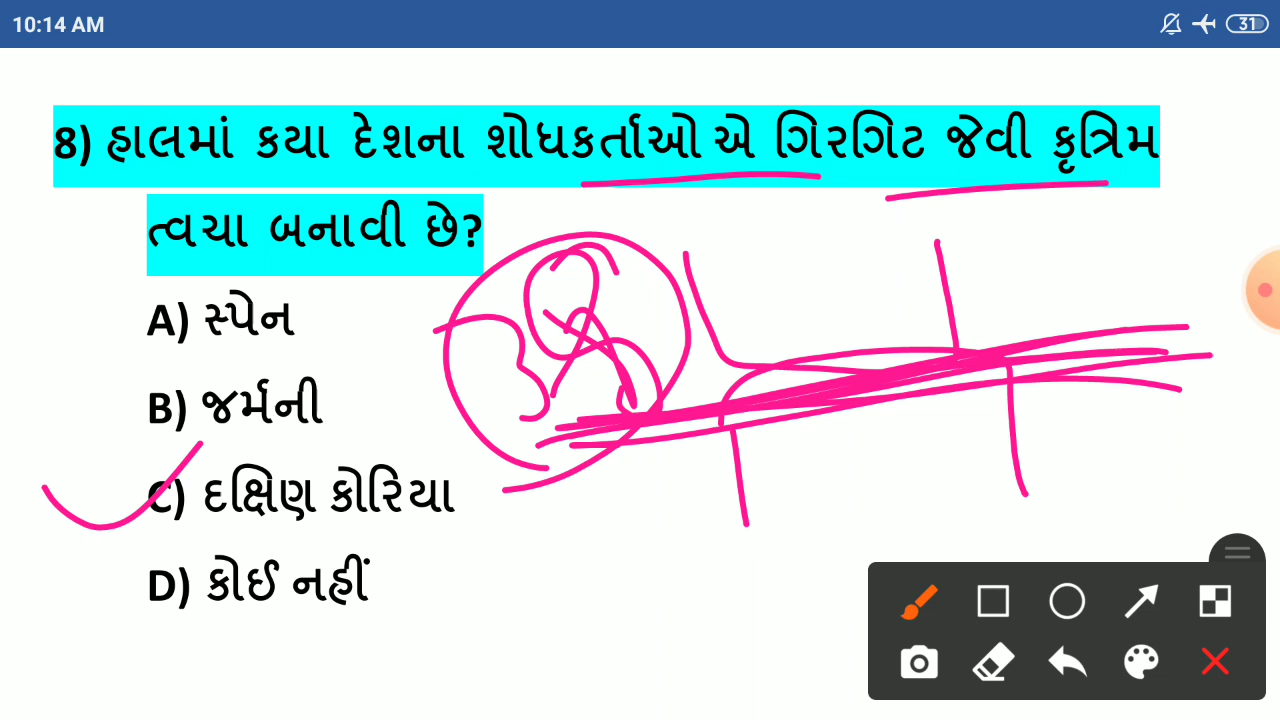 10:14 AM
31
8) હાલમાં કયા દેશના શોધકર્તાઓ એ ગિરગિટ જેવી કૃત્રિમ
ત્વચા બનાવી છે?
A) સ્પેન
B) જર્મની
C) દક્ષિણ કોરિયા
D) કોઈ નહીં